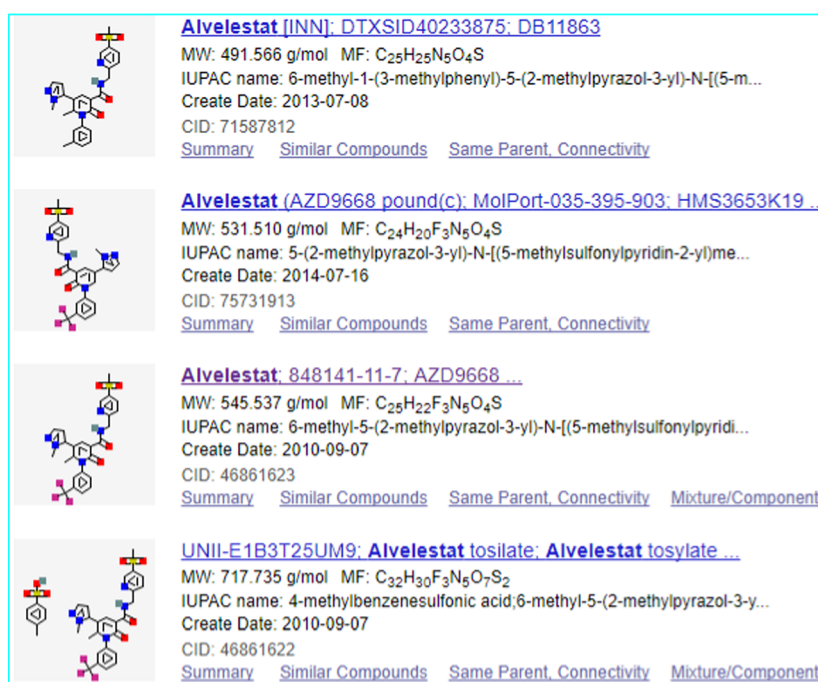 Alvelestat [INN]; DTXSID40233875; DB11863
MW: 491.566 g/mol MF: C₂₅H₂₅N₅O₄S
IUPAC name: 6-methyl-1-(3-methylphenyl)-5-(2-methylpyrazol-3-yl)-N-[(5-m...
Create Date: 2013-07-08
CID: 71587812
Summary Similar Compounds Same Parent, Connectivity
Alvelestat (AZD9668 pound(c); MolPort-035-395-903; HMS3653K19 ..
MW: 531.510 g/mol MF: C₂₄H₂₀F₃N₅O₄S
IUPAC name: 5-(2-methylpyrazol-3-yl)-N-[(5-methylsulfonylpyridin-2-yl)me...
Create Date: 2014-07-16
CID: 75731913
Summary Similar Compounds Same Parent, Connectivity
Alvelestat; 848141-11-7; AZD9668 ...
MW: 545.537 g/mol MF: C₂₅H₂₂F₃N₅O₄S
IUPAC name: 6-methyl-5-(2-methylpyrazol-3-yl)-N-[(5-methylsulfonylpyridi...
Create Date: 2010-09-07
CID: 46861623
Summary Similar Compounds Same Parent, Connectivity Mixture/Component
UNII-E1B3T25UM9; Alvelestat tosilate; Alvelestat tosylate ...
MW: 717.735 g/mol MF: C₃₂H₃₀F₃N₅O₇S₂
IUPAC name: 4-methylbenzenesulfonic acid;6-methyl-5-(2-methylpyrazol-3-y...
Create Date: 2010-09-07
CID: 46861622
Summary Similar Compounds Same Parent, Connectivity Mixture/Component